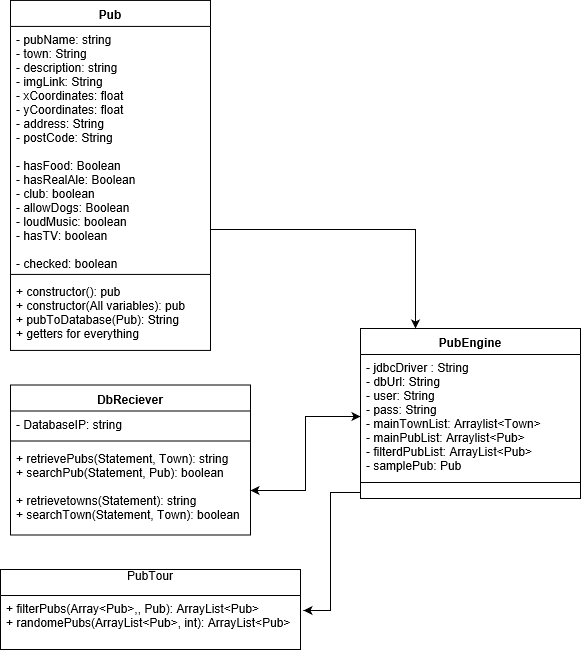 Pub
- pubName: string
- town: String
- description: string
- imgLink: String
- xCoordinates: float
- yCoordinates: float
- address: String
- postCode: String
- hasFood: Boolean
- hasRealAle: Boolean
- club: boolean
- allowDogs: Boolean
- loudMusic: boolean
- hasTV: boolean
- checked: boolean
+ constructor(): pub
+ constructor(All variables): pub
+ pubToDatabase(Pub): String
+ getters for everything
PubEngine
- jdbcDriver : String
- dbUrl: String
- user: String
- pass: String
- mainTownList: Arraylist<Town>
- mainPubList: Arraylist<Pub>
- filterdPubList: ArrayList<Pub>
- samplePub: Pub
DbReciever
- DatabaseIP: string
+ retrievePubs(Statement, Town): string
+ searchPub(Statement, Pub): boolean
+ retrievetowns(Statement): string
+ searchTown(Statement, Town): boolean
PubTour
+ filterPubs(Array<Pub>,, Pub): ArrayList<Pub>
+ randomePubs(ArrayList<Pub>, int): ArrayList<Pub>